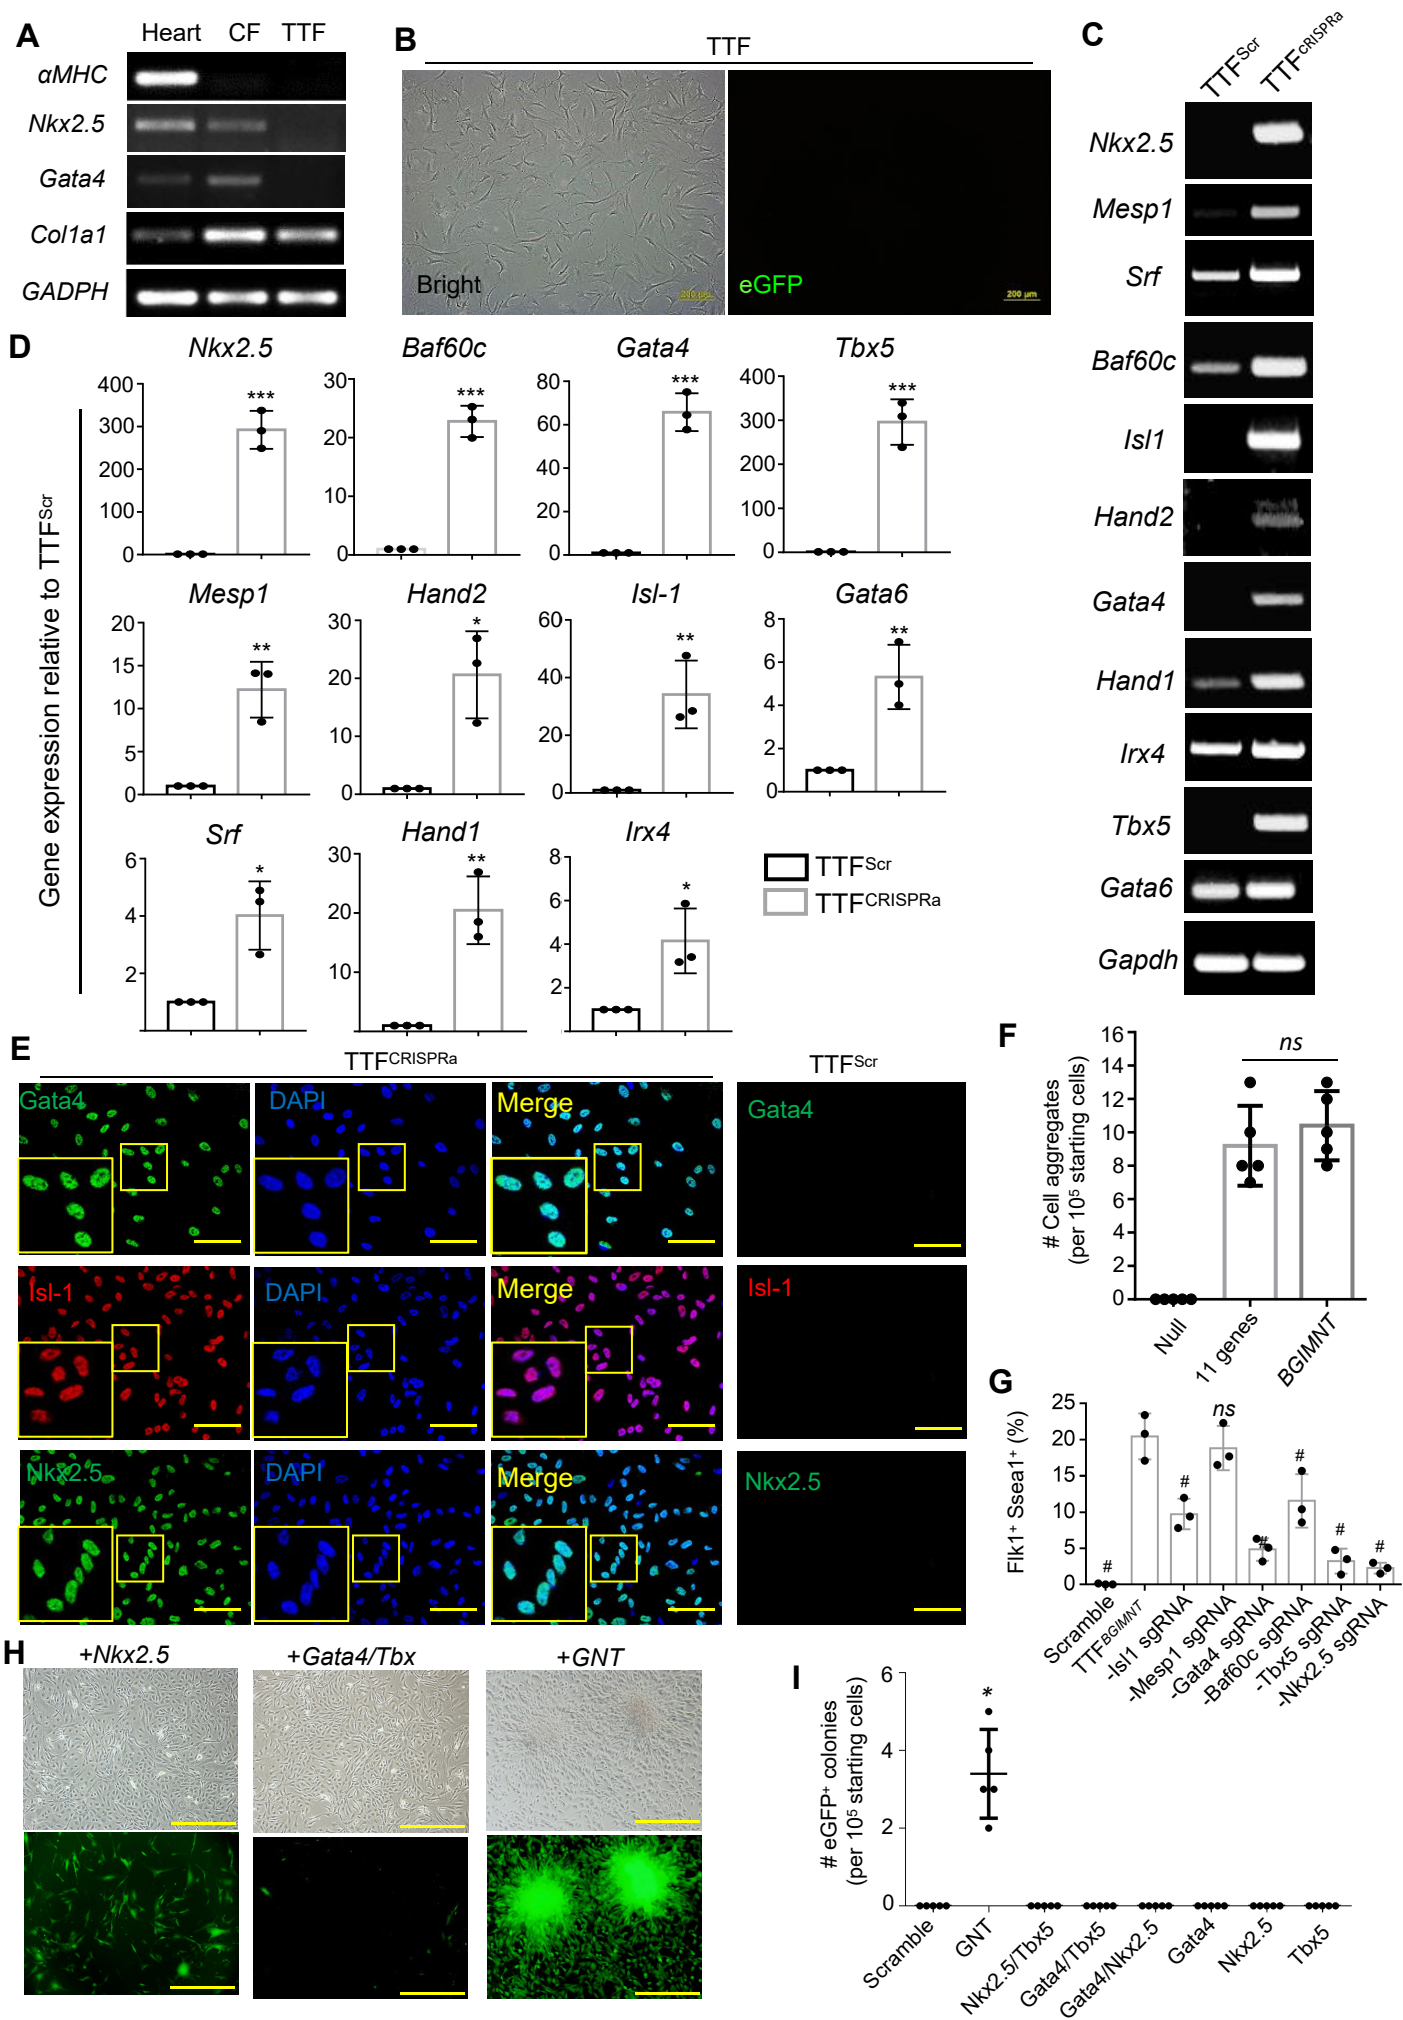 A
Heart CF TTF
αMHC
Nkx2.5
Gata4
Col1a1
GADPH
B
TTF
Bright
200 µm
eGFP
200 µm
C
TTFScr
TTFcRISPRa
Nkx2.5
Mesp1
Srf
Baf60c
Isl1
Hand2
Gata4
Hand1
Irx4
Tbx5
Gata6
Gapdh
D
Gene expression relative to TTFScr
Nkx2.5
400
300
200
100
0
***
Baf60c
30
20
10
0
***
Gata4
80
60
40
20
0
***
Tbx5
400
300
200
100
0
***
Mesp1
20
15
10
5
0
**
Hand2
30
20
10
0
*
Isl-1
60
40
20
0
**
Gata6
8
6
4
2
0
**
Srf
6
4
2
*
Hand1
30
20
10
**
Irx4
8
6
4
2
*
TTFScr
TTFCRISPRa
E
TTFCRISPRa
TTFScr
Gata4
DAPI
Merge
Gata4
Isl-1
DAPI
Merge
Isl-1
Nkx2.5
DAPI
Merge
Nkx2.5
F
# Cell aggregates
(per 10⁵ starting cells)
16
14
12
10
8
6
4
2
0
ns
Null
11 genes
BGIMNT
G
Flk1⁺ Ssea1⁺ (%)
25
20
15
10
5
0
#
#
ns
#
#
#
#
Scramble
TTFBGIMNT
-Isl1 sgRNA
-Mesp1 sgRNA
-Gata4 sgRNA
-Baf60c sgRNA
-Tbx5 sgRNA
-Nkx2.5 sgRNA
H
+Nkx2.5
+Gata4/Tbx
+GNT
I
# eGFP⁺ colonies
(per 10⁵ starting cells)
6
4
2
0
*
Scramble
GNT
Nkx2.5/Tbx5
Gata4/Tbx5
Gata4/Nkx2.5
Gata4
Nkx2.5
Tbx5